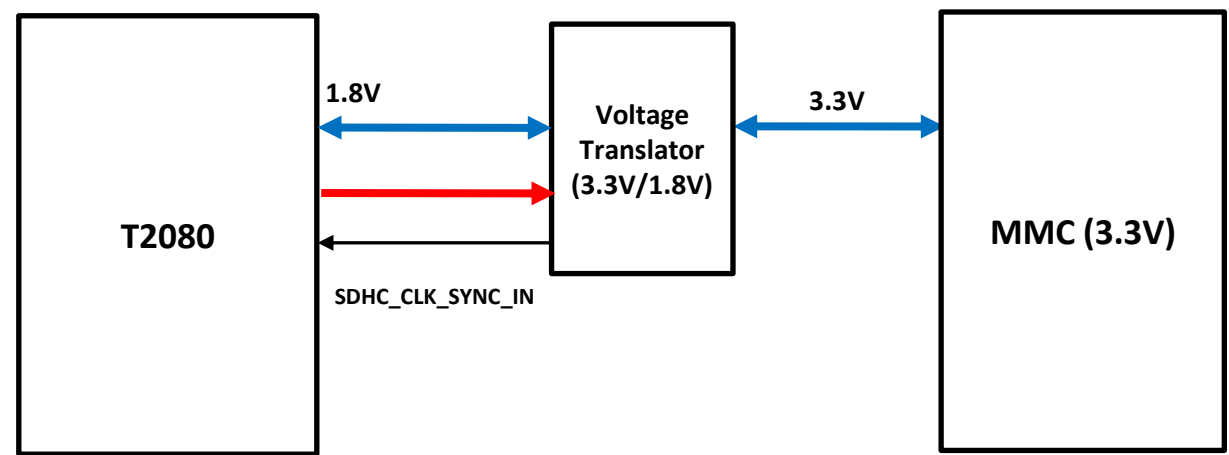 T2080
1.8V
SDHC_CLK_SYNC_IN
Voltage
Translator
(3.3V/1.8V)
3.3V
MMC (3.3V)